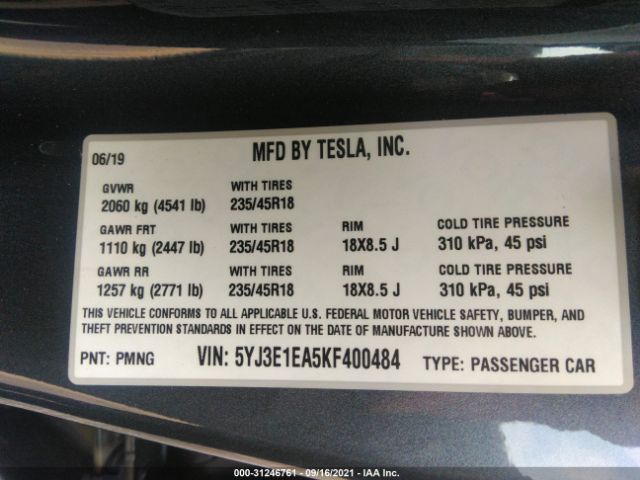 06/19 MFD BY TESLA, INC.
GVWR WITH TIRES
2060 kg (4541 lb) 235/45R18
GAWR FRT WITH TIRES RIM COLD TIRE PRESSURE
1110 kg (2447 lb) 235/45R18 18X8.5 J 310 kPa, 45 psi
GAWR RR WITH TIRES RIM COLD TIRE PRESSURE
1257 kg (2771 lb) 235/45R18 18X8.5 J 310 kPa, 45 psi
THIS VEHICLE CONFORMS TO ALL APPLICABLE U.S. FEDERAL MOTOR VEHICLE SAFETY, BUMPER, AND
THEFT PREVENTION STANDARDS IN EFFECT ON THE DATE OF MANUFACTURE SHOWN ABOVE.
PNT: PMNG VIN: 5YJ3E1EA5KF400484 TYPE: PASSENGER CAR
000-31246761 - 09/16/2021 - IAA Inc.